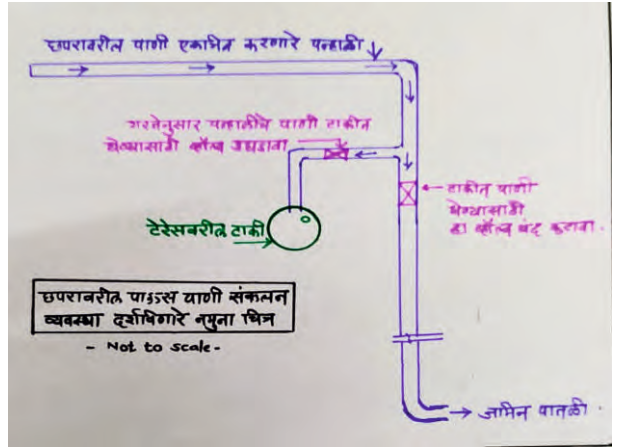 छपरावरील पाणी एकत्रित करणारे पन्हाळी
गरजेनुसार पन्हाळीचे पाणी टाकीत
घेण्यासाठी व्हॉल्व उघडावा
टाकीत पाणी
घेण्यासाठी
हा व्हॉल्व बंद करावा.
टेरेसवरील टाकी
छपरावरील पाऊस पाणी संकलन
व्यवस्था दर्शविणारे नमुना चित्र
- Not to scale -
जमिन पातळी